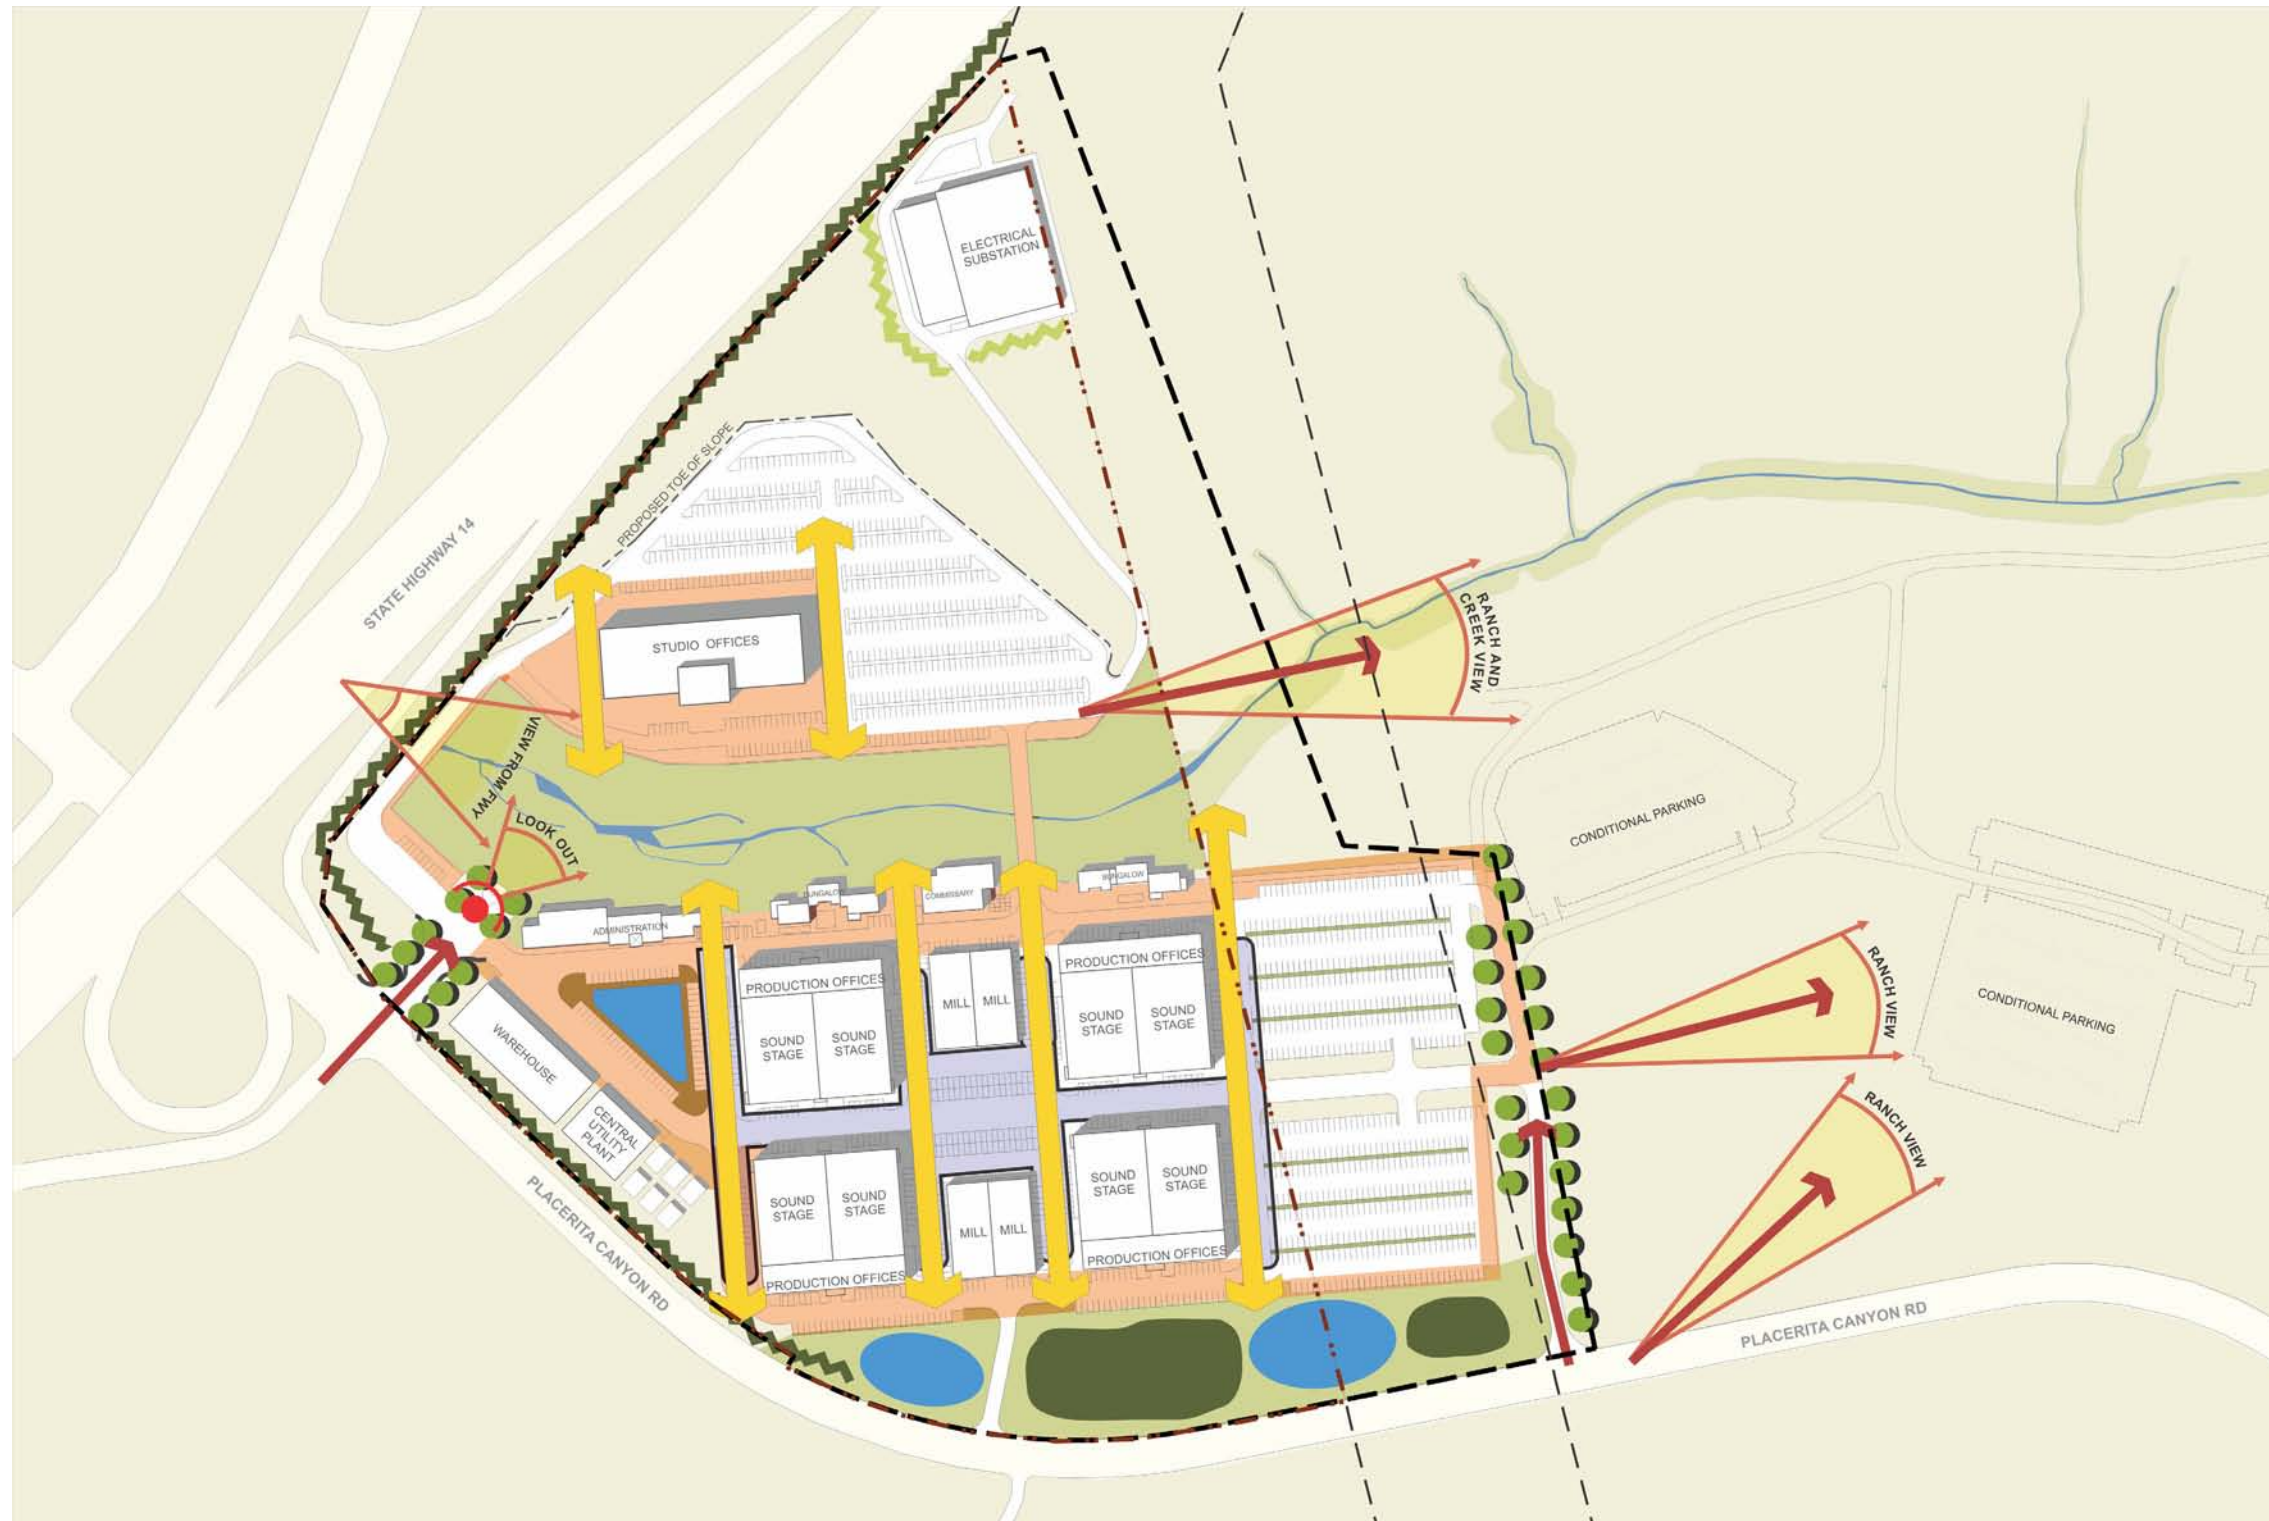 ELECTRICAL
SUBSTATION
PROPOSED TOE OF SLOPE
STATE HIGHWAY 14
STUDIO OFFICES
RANCH AND
CREEK VIEW
VIEW FROM FWY
LOOK OUT
CONDITIONAL PARKING
BUNGALOW
COMMISSARY
BUNGALOW
ADMINISTRATION
PRODUCTION OFFICES
PRODUCTION OFFICES
MILL
MILL
SOUND
STAGE
SOUND
STAGE
SOUND
STAGE
SOUND
STAGE
RANCH VIEW
CONDITIONAL PARKING
WAREHOUSE
CENTRAL
UTILITY
PLANT
RANCH VIEW
SOUND
STAGE
SOUND
STAGE
SOUND
STAGE
SOUND
STAGE
MILL
MILL
PRODUCTION OFFICES
PRODUCTION OFFICES
PLACERITA CANYON RD
PLACERITA CANYON RD